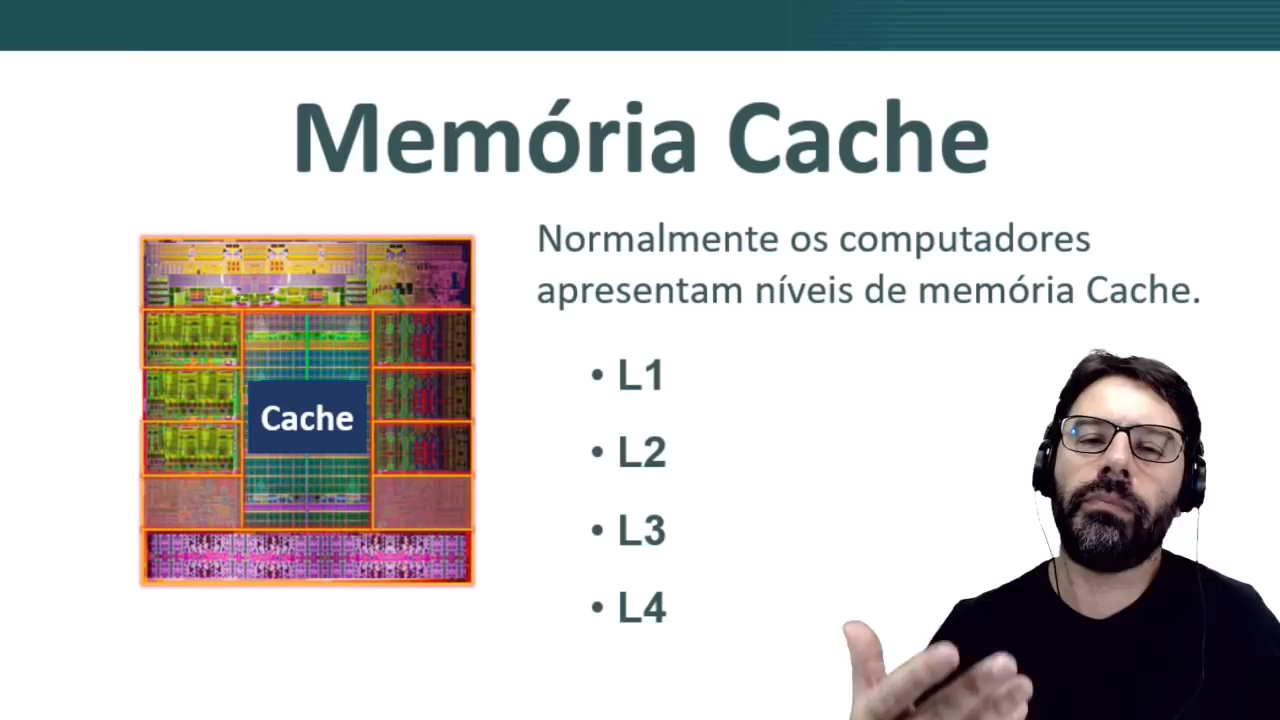 Memória Cache
Normalmente os computadores
apresentam níveis de memória Cache.
Cache
• L1
• L2
• L3
• L4